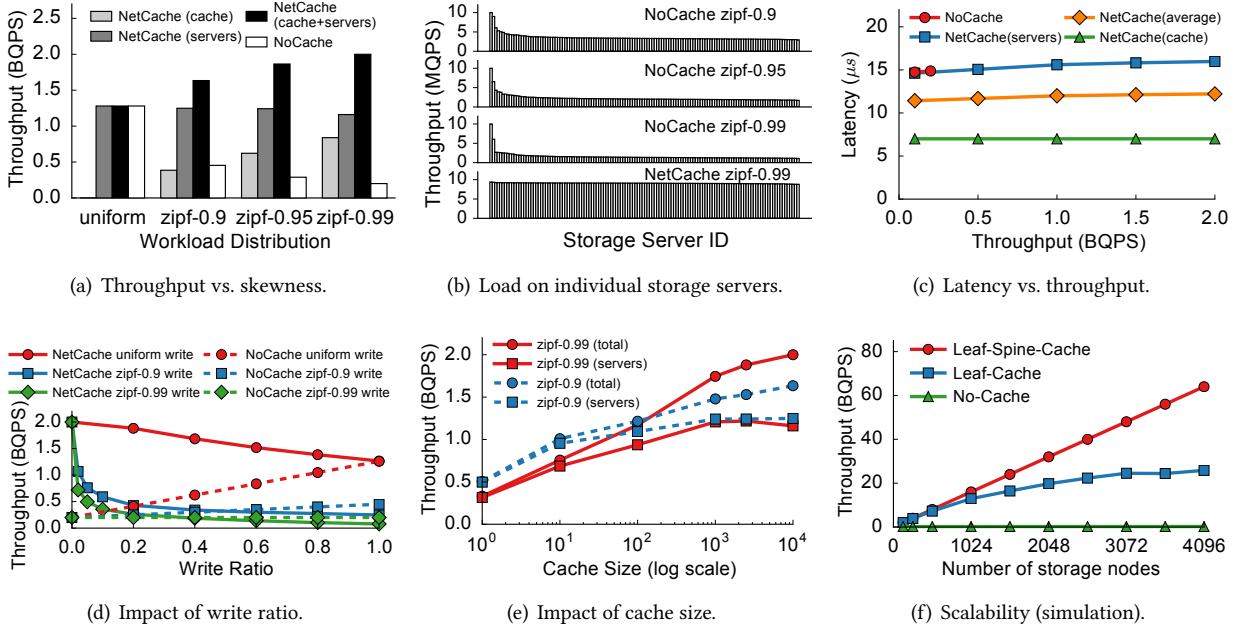 NetCache (cache)
NetCache (servers)
NetCache
(cache+servers)
NoCache
Throughput (BQPS)
2.5
2.0
1.5
1.0
0.5
0.0
uniform zipf-0.9 zipf-0.95 zipf-0.99
Workload Distribution
(a) Throughput vs. skewness.
Throughput (MQPS)
10
5
0
NoCache zipf-0.9
10
5
0
NoCache zipf-0.95
10
5
0
NoCache zipf-0.99
10
5
0
NetCache zipf-0.99
Storage Server ID
(b) Load on individual storage servers.
NoCache
NetCache(servers)
NetCache(average)
NetCache(cache)
Latency (μs)
20
15
10
5
0
0.0 0.5 1.0 1.5 2.0
Throughput (BQPS)
(c) Latency vs. throughput.
NetCache uniform write
NetCache zipf-0.9 write
NetCache zipf-0.99 write
NoCache uniform write
NoCache zipf-0.9 write
NoCache zipf-0.99 write
Throughput (BQPS)
2.0
1.5
1.0
0.5
0.0
0.0 0.2 0.4 0.6 0.8 1.0
Write Ratio
(d) Impact of write ratio.
zipf-0.99 (total)
zipf-0.99 (servers)
zipf-0.9 (total)
zipf-0.9 (servers)
Throughput (BQPS)
2.0
1.5
1.0
0.5
0.0
10⁰ 10¹ 10² 10³ 10⁴
Cache Size (log scale)
(e) Impact of cache size.
Leaf-Spine-Cache
Leaf-Cache
No-Cache
Throughput (BQPS)
80
60
40
20
0
0 1024 2048 3072 4096
Number of storage nodes
(f) Scalability (simulation).